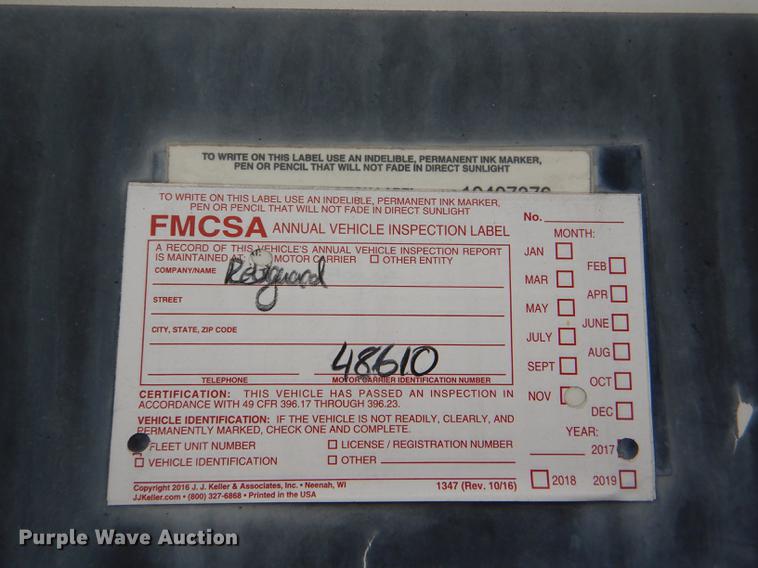 TO WRITE ON THIS LABEL USE AN INDELIBLE, PERMANENT INK MARKER,
PEN OR PENCIL THAT WILL NOT FADE IN DIRECT SUNLIGHT
TO WRITE ON THIS LABEL USE AN INDELIBLE, PERMANENT INK MARKER,
PEN OR PENCIL THAT WILL NOT FADE IN DIRECT SUNLIGHT
FMCSA ANNUAL VEHICLE INSPECTION LABEL
A RECORD OF THIS VEHICLE'S ANNUAL VEHICLE INSPECTION REPORT
IS MAINTAINED AT: MOTOR CARRIER OTHER ENTITY
COMPANY/NAME
STREET
CITY, STATE, ZIP CODE
48610
TELEPHONE MOTOR CARRIER IDENTIFICATION NUMBER
CERTIFICATION: THIS VEHICLE HAS PASSED AN INSPECTION IN
ACCORDANCE WITH 49 CFR 396.17 THROUGH 396.23.
VEHICLE IDENTIFICATION: IF THE VEHICLE IS NOT READILY, CLEARLY, AND
PERMANENTLY MARKED, CHECK ONE AND COMPLETE.
FLEET UNIT NUMBER LICENSE / REGISTRATION NUMBER
VEHICLE IDENTIFICATION OTHER
Copyright 2016 J. J. Keller & Associates, Inc. • Neenah, WI
JJKeller.com • (800) 327-6868 • Printed in the USA
1347 (Rev. 10/16)
No.
MONTH:
JAN FEB
MAR APR
MAY JUNE
JULY AUG
SEPT OCT
NOV DEC
YEAR:
2017
2018 2019
Purple Wave Auction